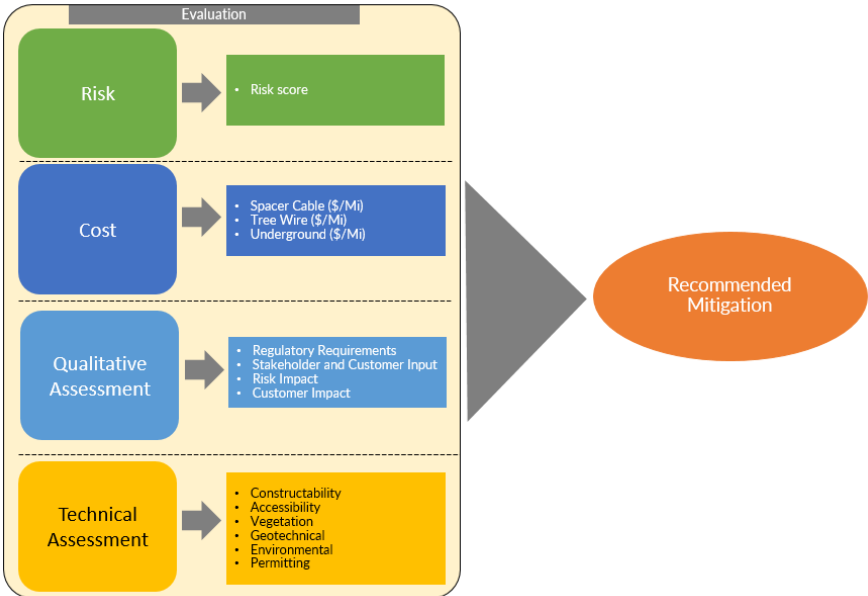 Evaluation
Risk
• Risk score
Cost
• Spacer Cable ($/Mi)
• Tree Wire ($/Mi)
• Underground ($/Mi)
Qualitative
Assessment
• Regulatory Requirements
• Stakeholder and Customer Input
• Risk Impact
• Customer Impact
Technical
Assessment
• Constructability
• Accessibility
• Vegetation
• Geotechnical
• Environmental
• Permitting
Recommended
Mitigation